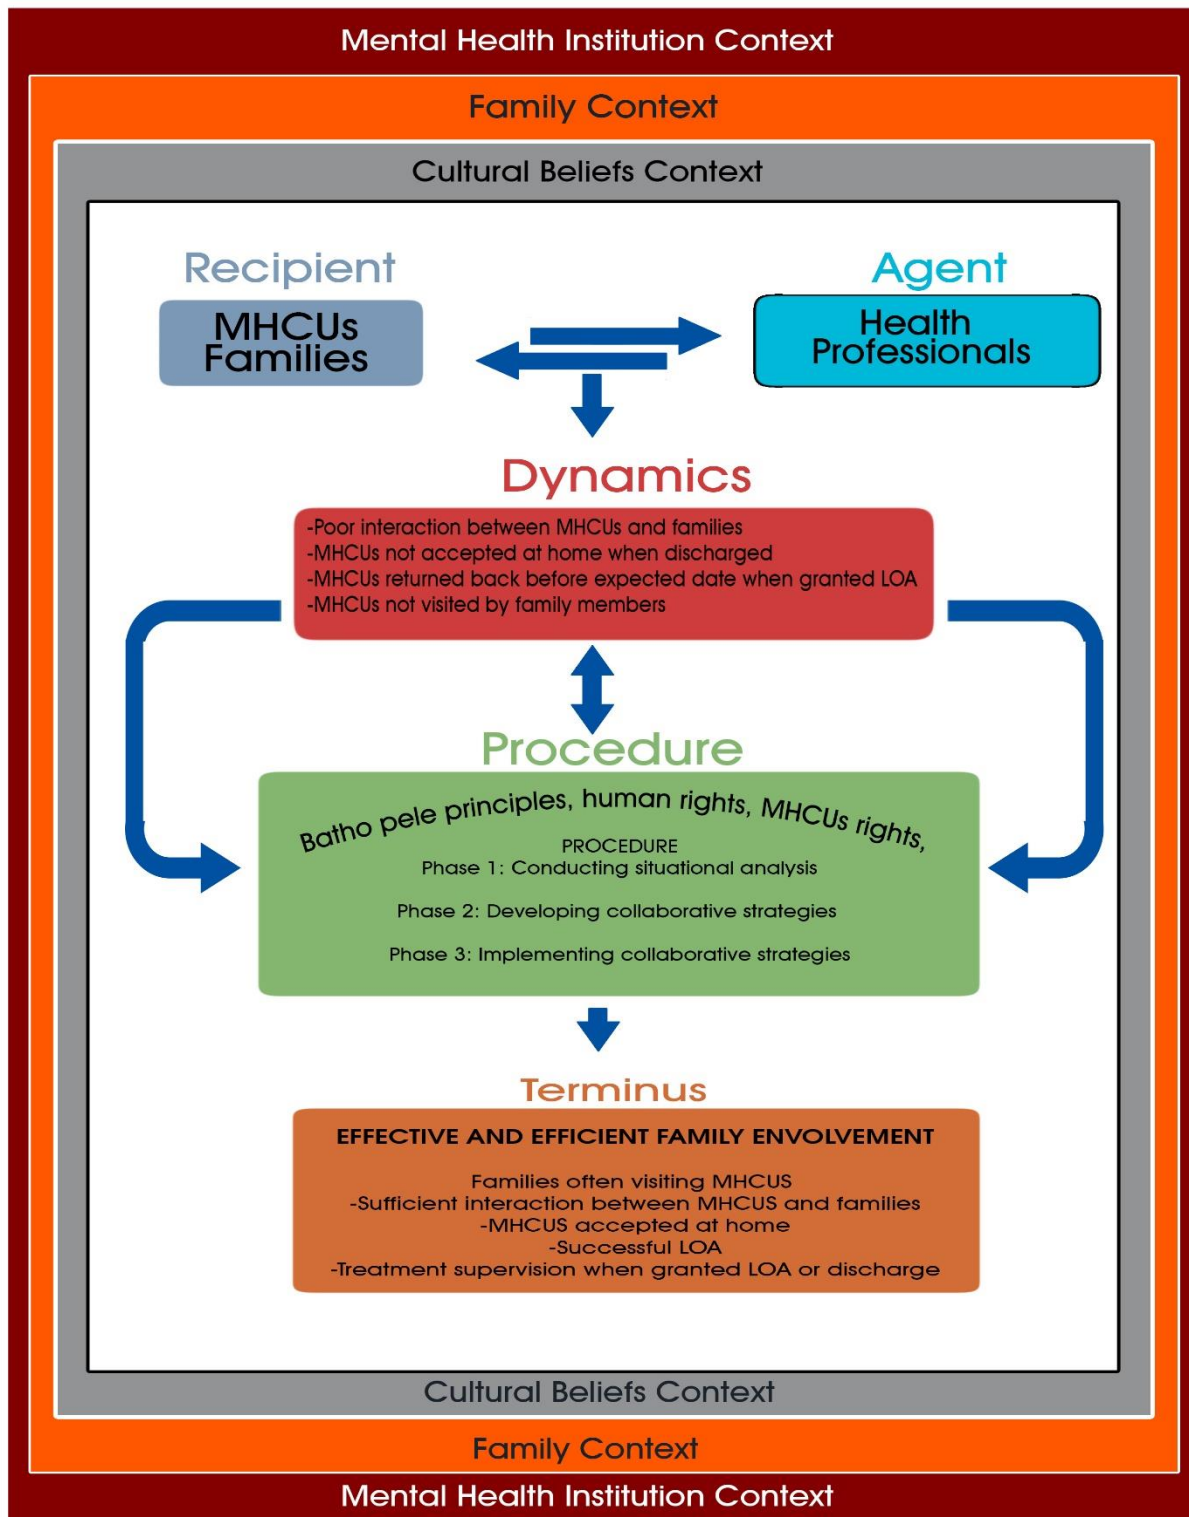 Mental Health Institution Context
Family Context
Cultural Beliefs Context
Recipient
MHCUs
Families
Agent
Health
Professionals
Dynamics
-Poor interaction between MHCUs and families
-MHCUs not accepted at home when discharged
-MHCUs returned back before expected date when granted LOA
-MHCUs not visited by family members
Procedure
Batho pele principles, human rights, MHCUs rights,
PROCEDURE
Phase 1: Conducting situational analysis
Phase 2: Developing collaborative strategies
Phase 3: Implementing collaborative strategies
Terminus
EFFECTIVE AND EFFICIENT FAMILY ENVOLVEMENT
Families often visiting MHCUS
-Sufficient interaction between MHCUS and families
-MHCUS accepted at home
-Successful LOA
-Treatment supervision when granted LOA or discharge
Cultural Beliefs Context
Family Context
Mental Health Institution Context